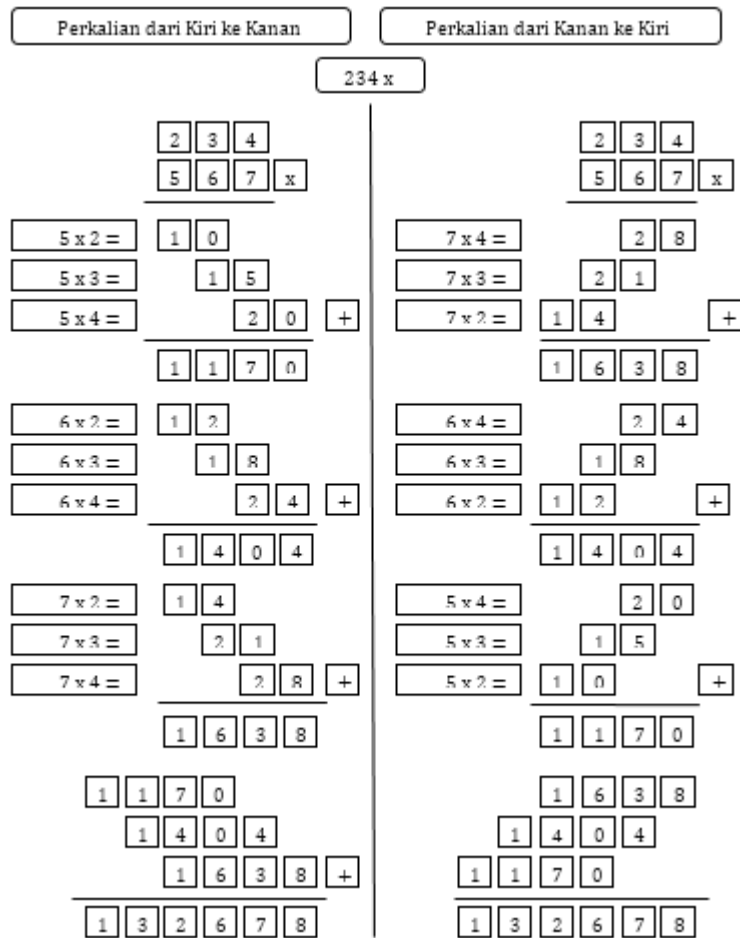 Perkalian dari Kiri ke Kanan
Perkalian dari Kanan ke Kiri
234 x
2 3 4
5 6 7 x
5 x 2 = 1 0
5 x 3 = 1 5
5 x 4 = 2 0 +
1 1 7 0
6 x 2 = 1 2
6 x 3 = 1 8
6 x 4 = 2 4 +
1 4 0 4
7 x 2 = 1 4
7 x 3 = 2 1
7 x 4 = 2 8 +
1 6 3 8
1 1 7 0
1 4 0 4
1 6 3 8 +
1 3 2 6 7 8
2 3 4
5 6 7 x
7 x 4 = 2 8
7 x 3 = 2 1
7 x 2 = 1 4 +
1 6 3 8
6 x 4 = 2 4
6 x 3 = 1 8
6 x 2 = 1 2 +
1 4 0 4
5 x 4 = 2 0
5 x 3 = 1 5
5 x 2 = 1 0 +
1 1 7 0
1 6 3 8
1 4 0 4
1 1 7 0
1 3 2 6 7 8